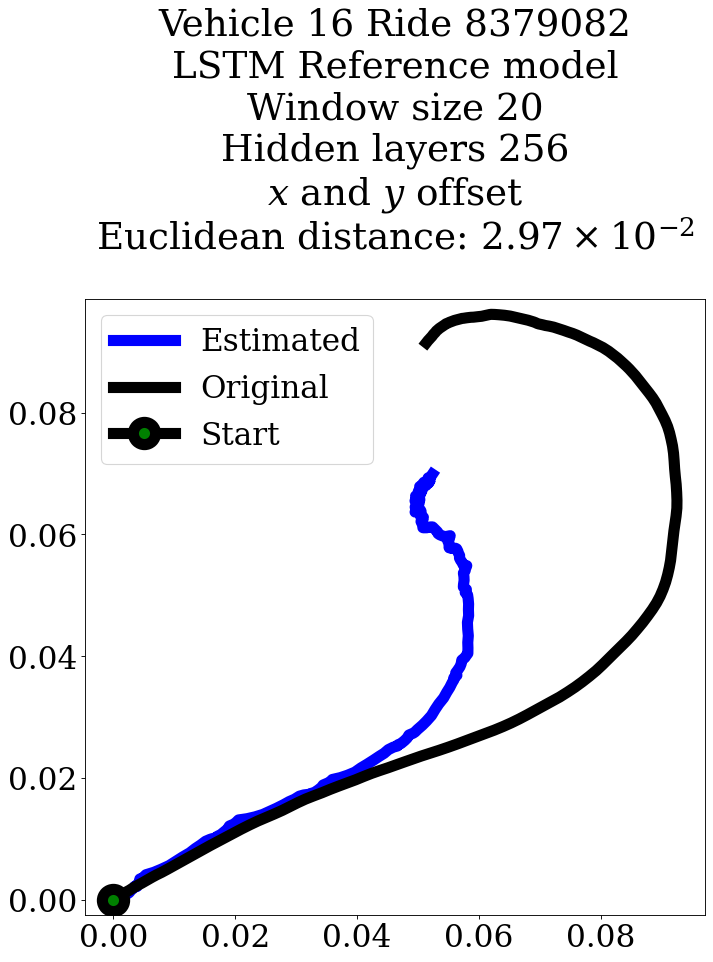 Vehicle 16 Ride 8379082
LSTM Reference model
Window size 20
Hidden layers 256
x and y offset
Euclidean distance: 2.97 × 10⁻²
Estimated
Original
Start
0.08
0.06
0.04
0.02
0.00
0.00 0.02 0.04 0.06 0.08